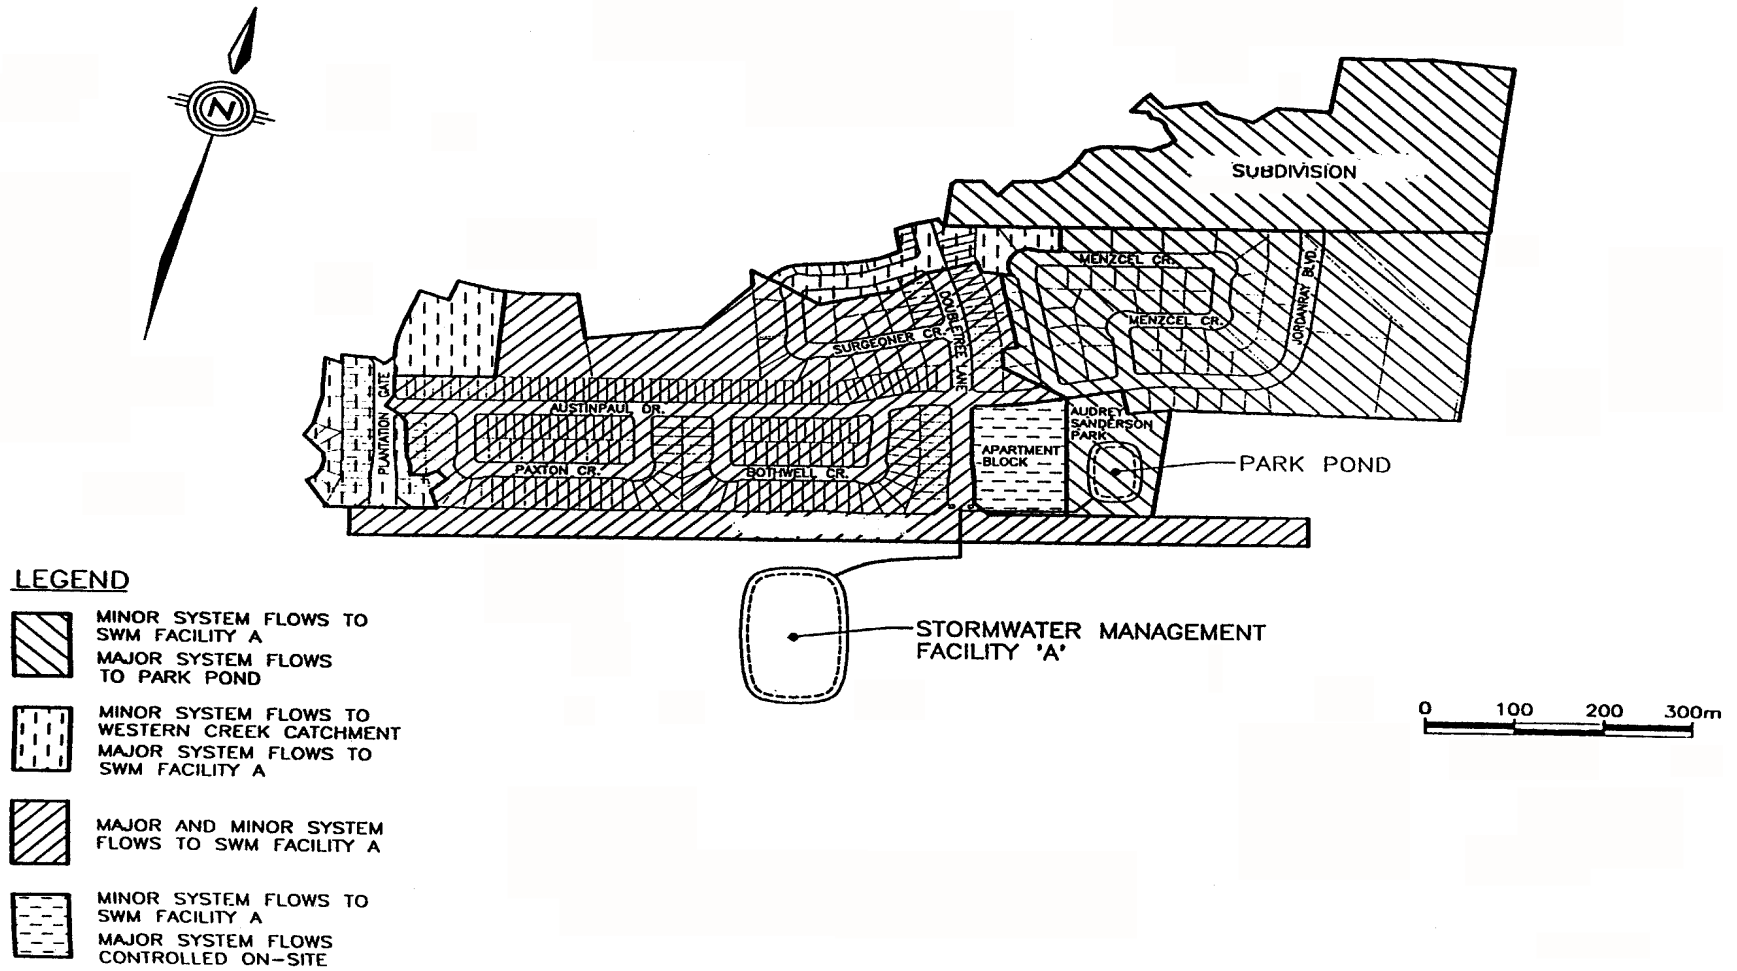 N
SUBDIVISION
MENZCEL CR.
JORDANRAY BLVD.
MENZCEL CR.
DOUBLETREE LANE
SURGEONER CR.
PLANTATION GATE
AUSTINPAUL DR.
AUDREY
SANDERSON
PARK
APARTMENT
BLOCK
PAXTON CR.
BOTHWELL CR.
PARK POND
STORMWATER MANAGEMENT
FACILITY 'A'
0 100 200 300m
LEGEND
MINOR SYSTEM FLOWS TO
SWM FACILITY A
MAJOR SYSTEM FLOWS
TO PARK POND
MINOR SYSTEM FLOWS TO
WESTERN CREEK CATCHMENT
MAJOR SYSTEM FLOWS TO
SWM FACILITY A
MAJOR AND MINOR SYSTEM
FLOWS TO SWM FACILITY A
MINOR SYSTEM FLOWS TO
SWM FACILITY A
MAJOR SYSTEM FLOWS
CONTROLLED ON-SITE